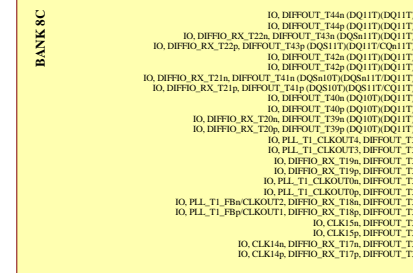 BANK 8C
IO, DIFFOUT_T44n (DQ11T)(DQ11T)
IO, DIFFOUT_T44p (DQ11T)(DQ11T)
IO, DIFFIO_RX_T22n, DIFFOUT_T43n (DQSn11T)(DQ11T)
IO, DIFFIO_RX_T22p, DIFFOUT_T43p (DQS11T)(DQ11T/CQn11T)
IO, DIFFOUT_T42n (DQ11T)(DQ11T)
IO, DIFFOUT_T42p (DQ11T)(DQ11T)
IO, DIFFIO_RX_T21n, DIFFOUT_T41n (DQSn10T)(DQSn11T/DQ11T)
IO, DIFFIO_RX_T21p, DIFFOUT_T41p (DQS10T)(DQS11T/CQ11T)
IO, DIFFOUT_T40n (DQ10T)(DQ11T)
IO, DIFFOUT_T40p (DQ10T)(DQ11T)
IO, DIFFIO_RX_T20n, DIFFOUT_T39n (DQ10T)(DQ11T)
IO, DIFFIO_RX_T20p, DIFFOUT_T39p (DQ10T)(DQ11T)
IO, PLL_T1_CLKOUT4, DIFFOUT_T
IO, PLL_T1_CLKOUT3, DIFFOUT_T
IO, DIFFIO_RX_T19n, DIFFOUT_T
IO, DIFFIO_RX_T19p, DIFFOUT_T
IO, PLL_T1_CLKOUT0n, DIFFOUT_T
IO, PLL_T1_CLKOUT0p, DIFFOUT_T
IO, PLL_T1_FBn/CLKOUT2, DIFFIO_RX_T18n, DIFFOUT_T
IO, PLL_T1_FBp/CLKOUT1, DIFFIO_RX_T18p, DIFFOUT_T
IO, CLK15n, DIFFOUT_T
IO, CLK15p, DIFFOUT_T
IO, CLK14n, DIFFIO_RX_T17n, DIFFOUT_T
IO, CLK14p, DIFFIO_RX_T17p, DIFFOUT_T